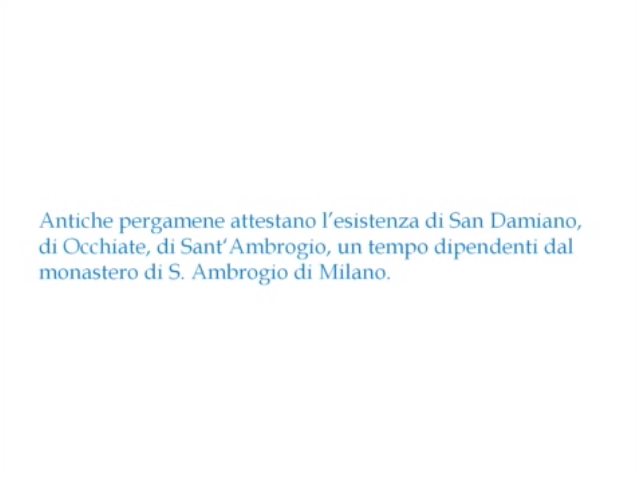 Antiche pergamene attestano l’esistenza di San Damiano,
di Occhiate, di Sant‘Ambrogio, un tempo dipendenti dal
monastero di S. Ambrogio di Milano.